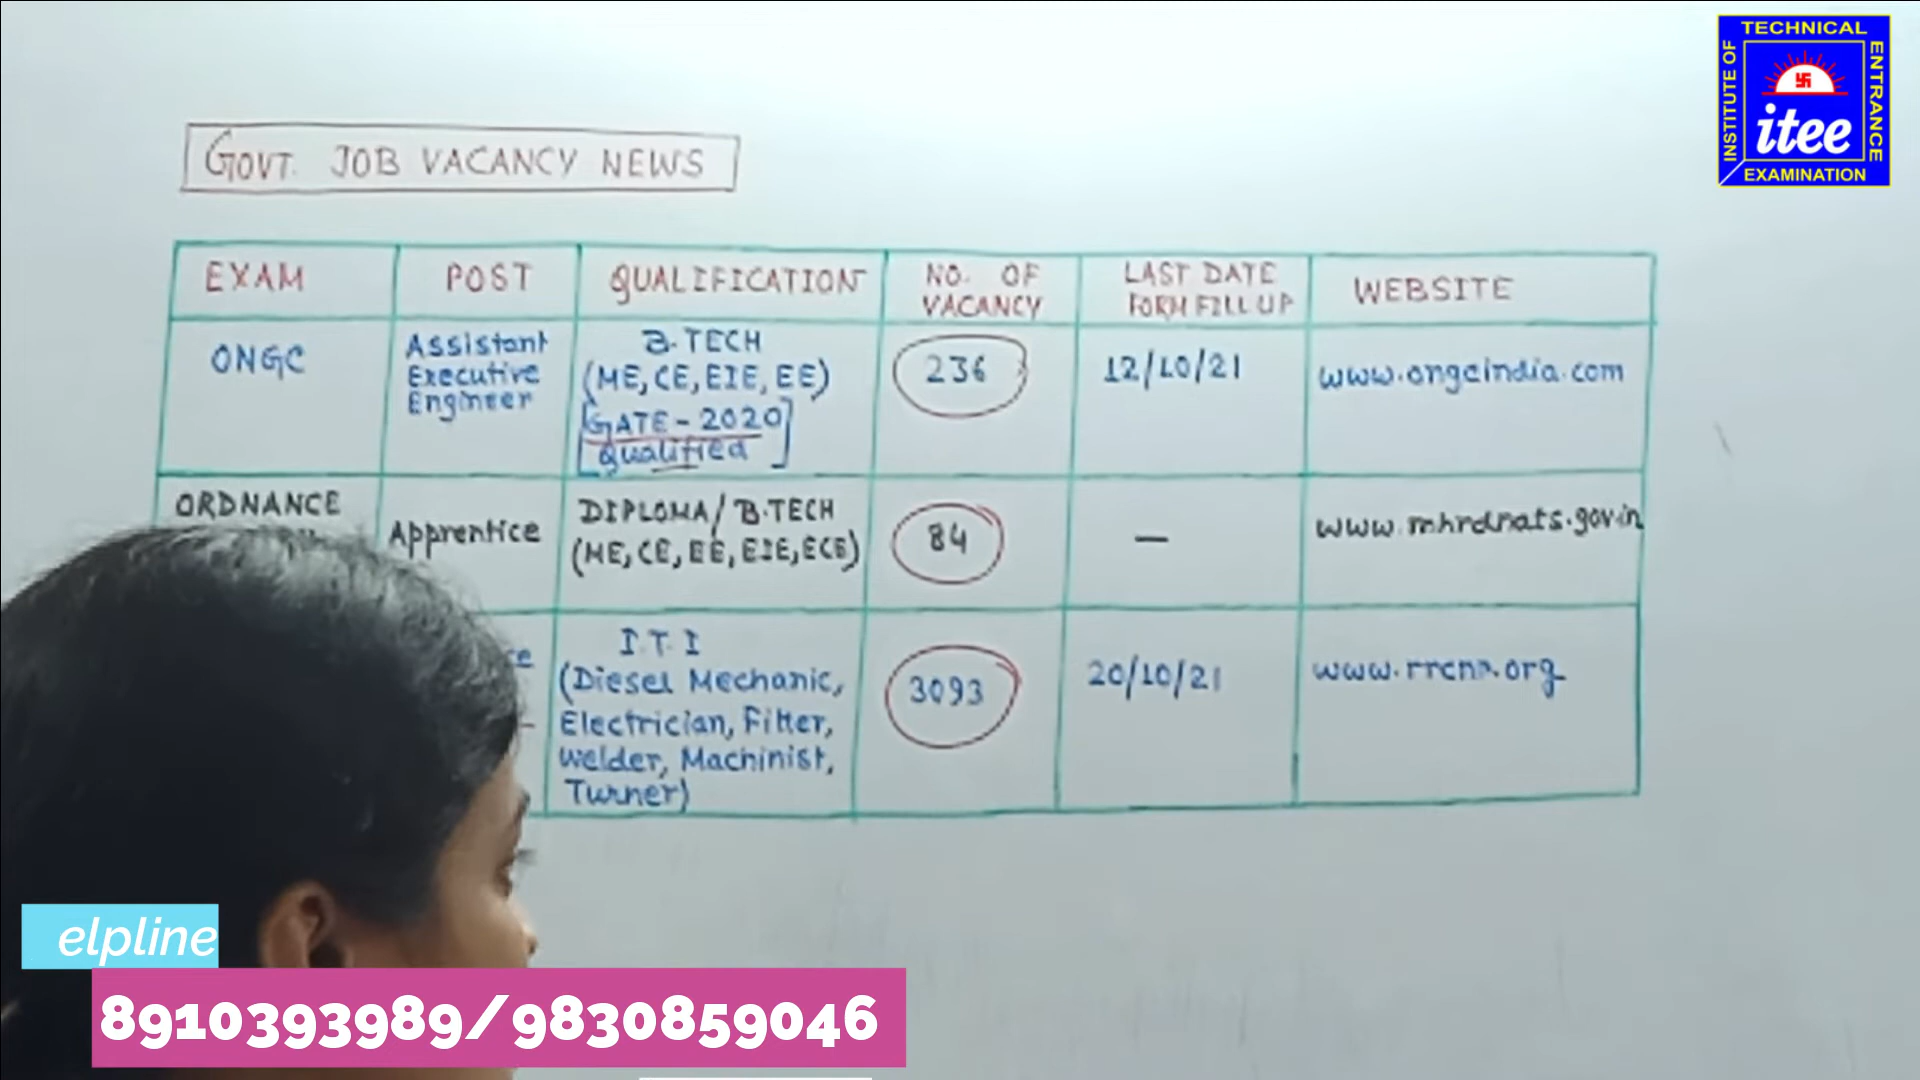 TECHNICAL
INSTITUTE OF
ENTRANCE
itee
EXAMINATION
GOVT. JOB VACANCY NEWS
EXAM POST QUALIFICATION NO. OF VACANCY LAST DATE FORM FILL UP WEBSITE
ONGC
Assistant
Executive
Engineer
B.TECH
(ME, CE, EIE, EE)
[GATE-2020
Qualified]
236
12/10/21
www.ongcindia.com
ORDNANCE
Apprentice
DIPLOMA/B.TECH
(ME, CE, EE, EIE, ECE)
84
—
www.mhrdnats.gov.in
I.T.I
(Diesel Mechanic,
Electrician, Fitter,
Welder, Machinist,
Turner)
3093
20/10/21
www.rrcnr.org
elpline
8910393989/9830859046